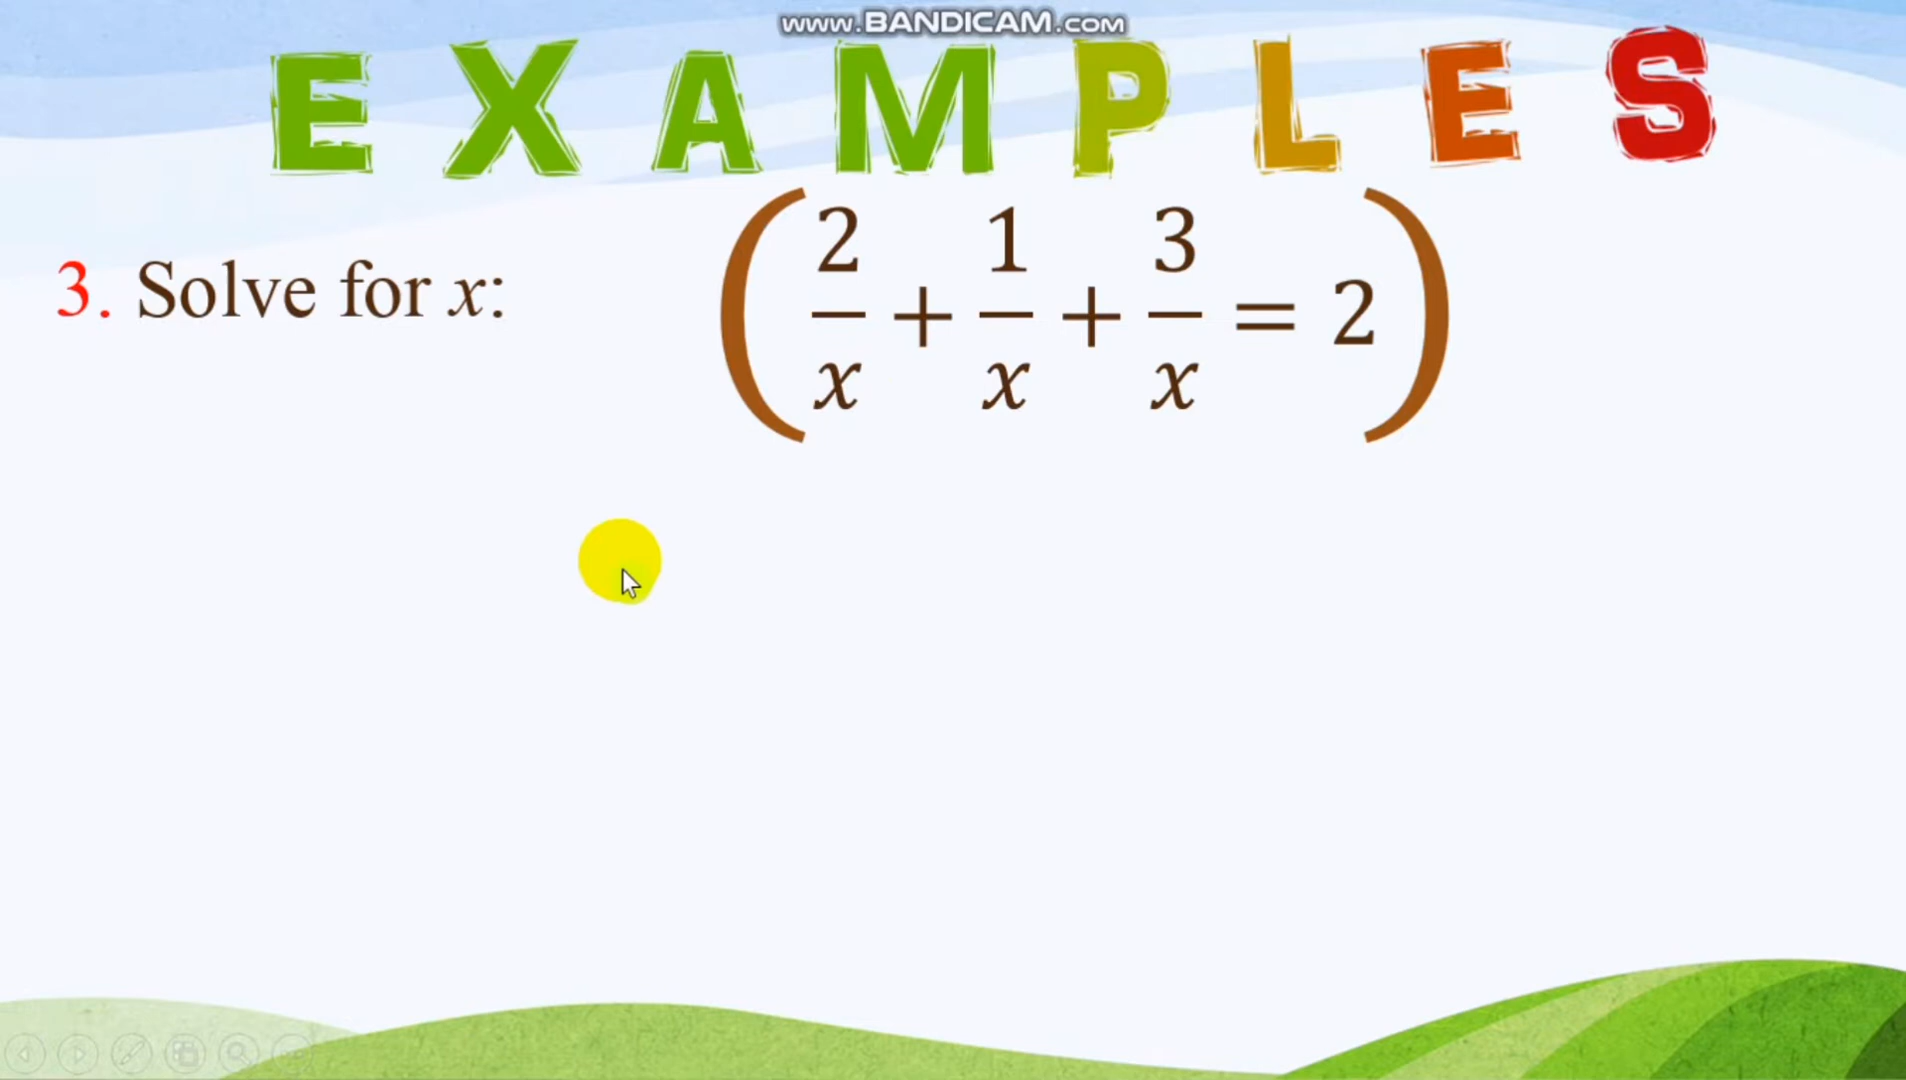 www.BANDICAM.com
EXAMPLES
3. Solve for x: (2/x + 1/x + 3/x = 2)